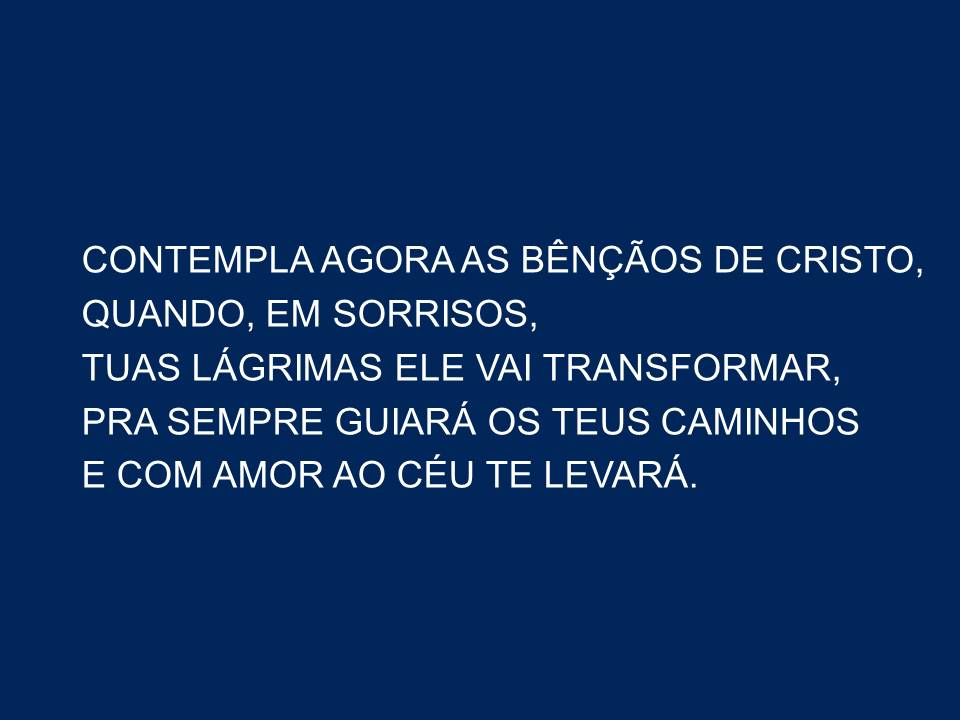 CONTEMPLA AGORA AS BÊNÇÃOS DE CRISTO,
QUANDO, EM SORRISOS,
TUAS LÁGRIMAS ELE VAI TRANSFORMAR,
PRA SEMPRE GUIARÁ OS TEUS CAMINHOS
E COM AMOR AO CÉU TE LEVARÁ.